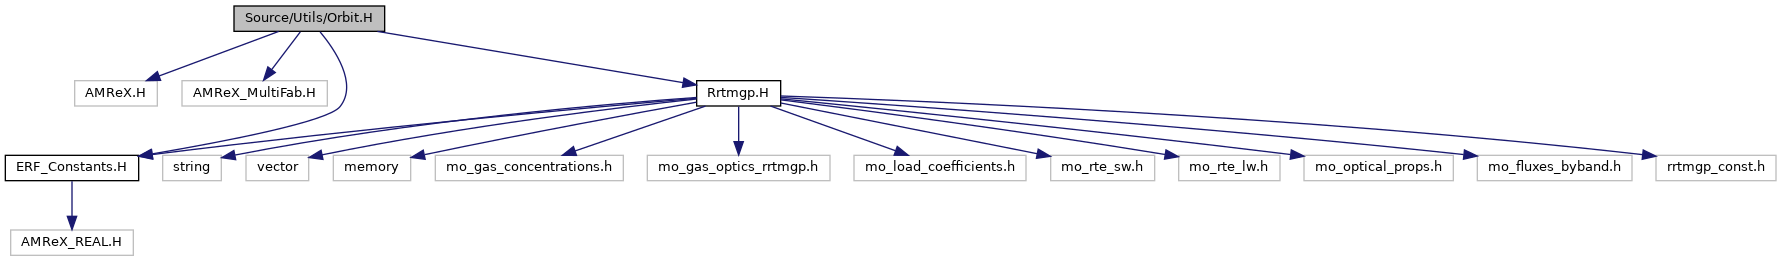 Source/Utils/Orbit.H
AMReX.H
AMReX_MultiFab.H
Rrtmgp.H
ERF_Constants.H
string
vector
memory
mo_gas_concentrations.h
mo_gas_optics_rrtmgp.h
mo_load_coefficients.h
mo_rte_sw.h
mo_rte_lw.h
mo_optical_props.h
mo_fluxes_byband.h
rrtmgp_const.h
AMReX_REAL.H